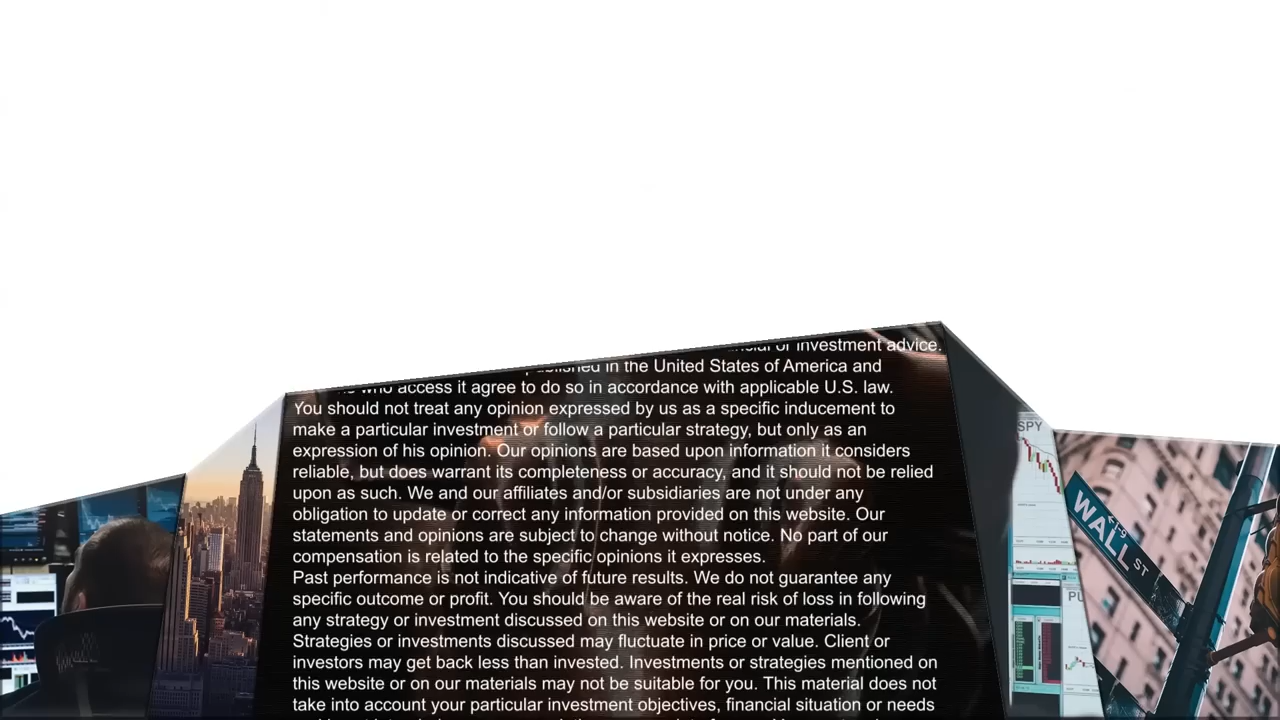 investment advice.
in the United States of America and
access it agree to do so in accordance with applicable U.S. law.
You should not treat any opinion expressed by us as a specific inducement to
make a particular investment or follow a particular strategy, but only as an
expression of his opinion. Our opinions are based upon information it considers
reliable, but does warrant its completeness or accuracy, and it should not be relied
upon as such. We and our affiliates and/or subsidiaries are not under any
obligation to update or correct any information provided on this website. Our
statements and opinions are subject to change without notice. No part of our
compensation is related to the specific opinions it expresses.
Past performance is not indicative of future results. We do not guarantee any
specific outcome or profit. You should be aware of the real risk of loss in following
any strategy or investment discussed on this website or on our materials.
Strategies or investments discussed may fluctuate in price or value. Client or
investors may get back less than invested. Investments or strategies mentioned on
this website or on our materials may not be suitable for you. This material does not
take into account your particular investment objectives, financial situation or needs
SPY
WALL ST